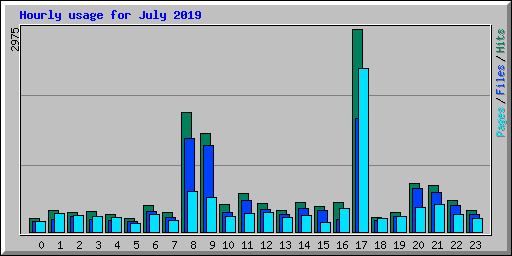 Hourly usage for July 2019
2975
Pages/Files/Hits
0 1 2 3 4 5 6 7 8 9 10 11 12 13 14 15 16 17 18 19 20 21 22 23